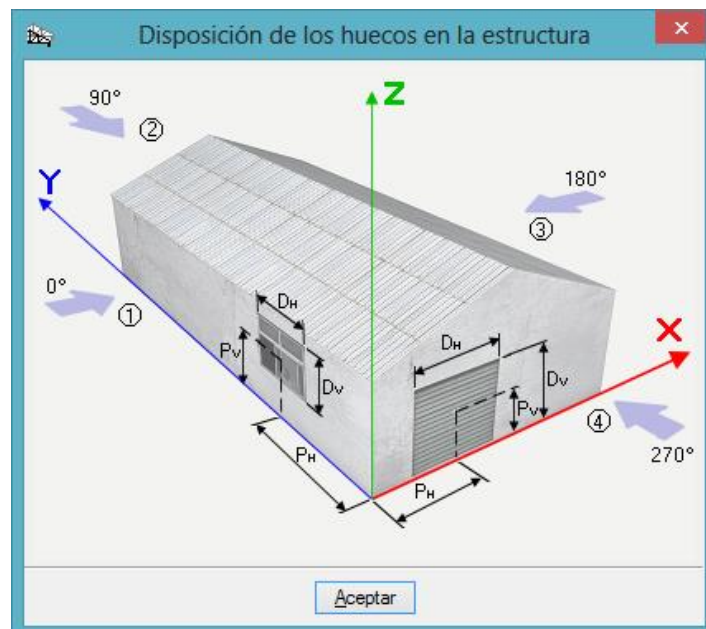 Disposición de los huecos en la estructura
×
90°
2
Z
Y
180°
3
0°
1
DH
PV
DV
PH
DH
DV
PV
PH
X
4
270°
Aceptar